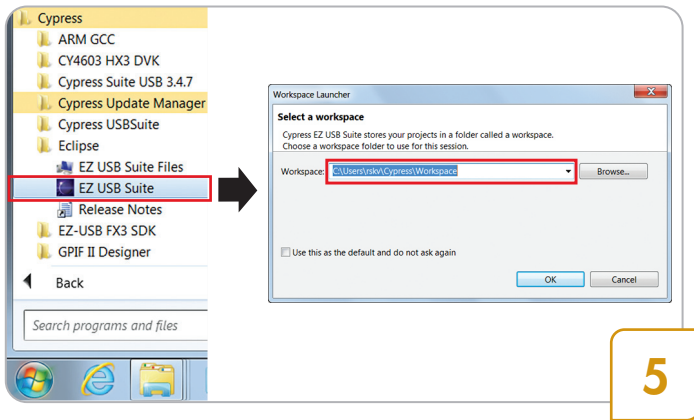 Cypress
ARM GCC
CY4603 HX3 DVK
Cypress Suite USB 3.4.7
Cypress Update Manager
Cypress USBSuite
Eclipse
EZ USB Suite Files
EZ USB Suite
Release Notes
EZ-USB FX3 SDK
GPIF II Designer
Back
Search programs and files
Workspace Launcher
Select a workspace
Cypress EZ USB Suite stores your projects in a folder called a workspace.
Choose a workspace folder to use for this session.
Workspace: C:\Users\rskv\Cypress\Workspace Browse...
Use this as the default and do not ask again
OK Cancel
5